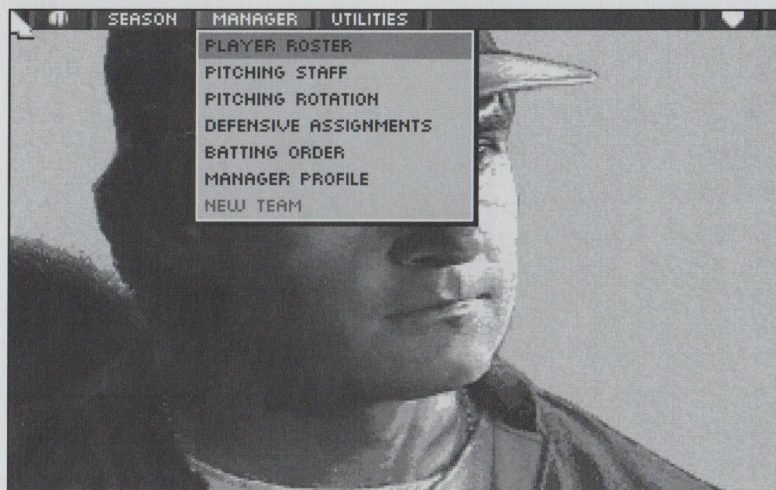 SEASON MANAGER UTILITIES
PLAYER ROSTER
PITCHING STAFF
PITCHING ROTATION
DEFENSIVE ASSIGNMENTS
BATTING ORDER
MANAGER PROFILE
NEW TEAM